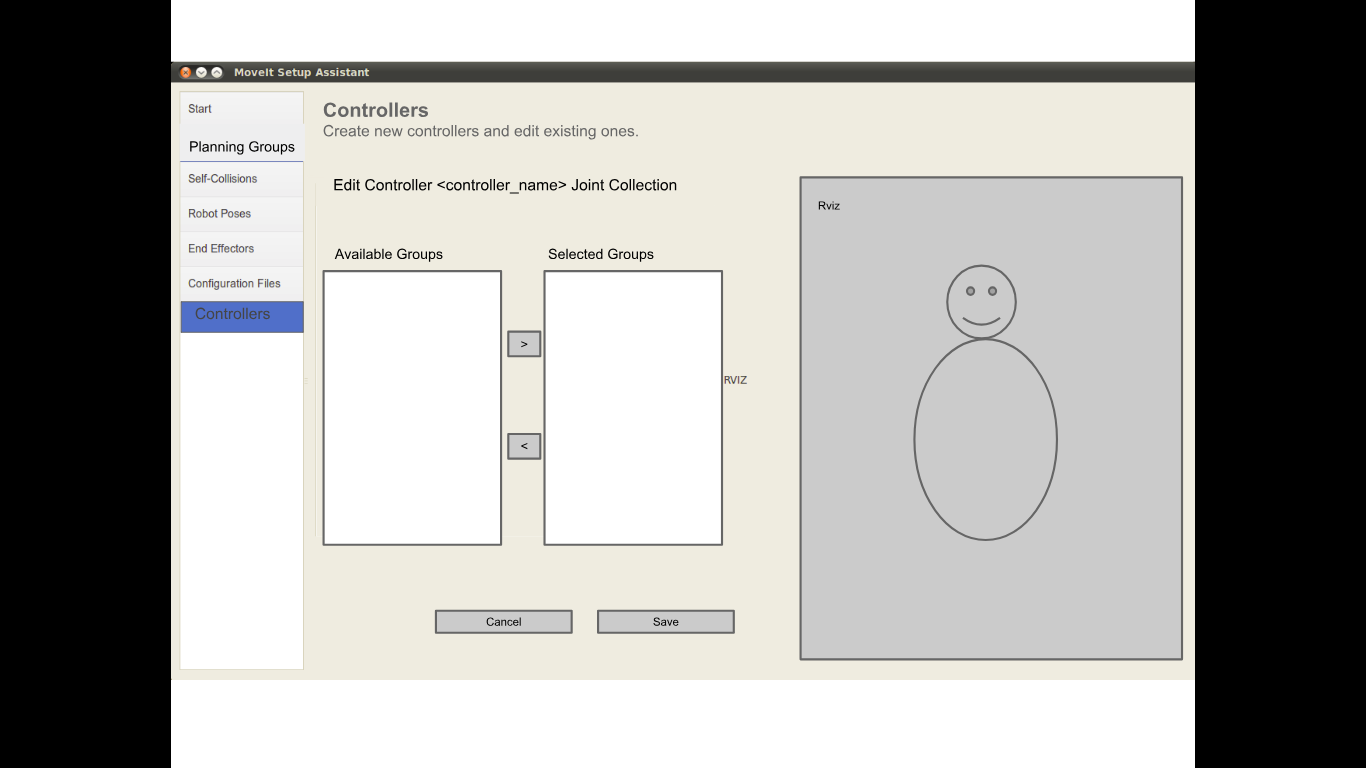 MoveIt Setup Assistant
Start
Planning Groups
Self-Collisions
Robot Poses
End Effectors
Configuration Files
Controllers
Controllers
Create new controllers and edit existing ones.
Edit Controller <controller_name> Joint Collection
Available Groups
Selected Groups
>
<
RVIZ
Cancel
Save
Rviz